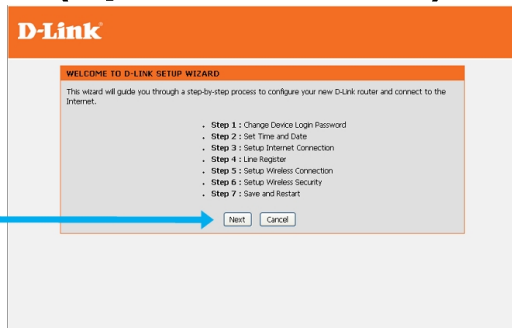 D-Link
WELCOME TO D-LINK SETUP WIZARD
This wizard will guide you through a step-by-step process to configure your new D-Link router and connect to the
Internet.
. Step 1 : Change Device Login Password
. Step 2 : Set Time and Date
. Step 3 : Setup Internet Connection
. Step 4 : Line Register
. Step 5 : Setup Wireless Connection
. Step 6 : Setup Wireless Security
. Step 7 : Save and Restart
Next Cancel